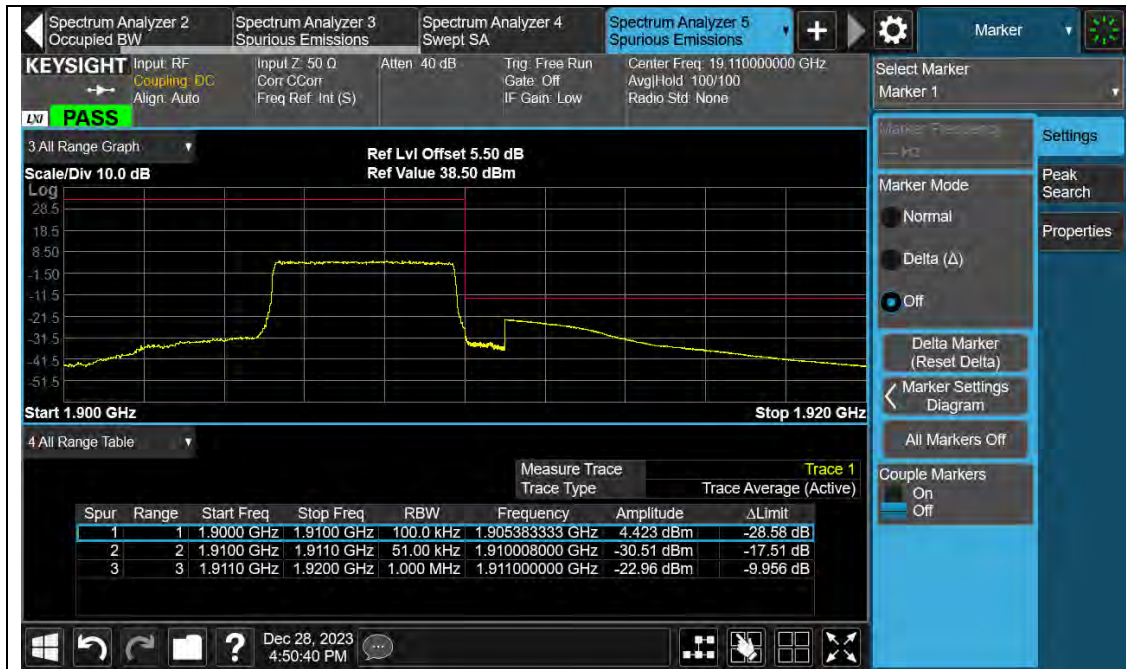 Spectrum Analyzer 2
Occupied BW
Spectrum Analyzer 3
Spurious Emissions
Spectrum Analyzer 4
Swept SA
Spectrum Analyzer 5
Spurious Emissions
+
Marker
KEYSIGHT
Input: RF
Coupling: DC
Align: Auto
Input Z: 50 Ω
Corr CCorr
Freq Ref: Int (S)
Atten: 40 dB
Trig: Free Run
Gate: Off
IF Gain: Low
Center Freq: 19.110000000 GHz
Avg|Hold: 100/100
Radio Std: None
LXI PASS
Select Marker
Marker 1
Marker Frequency
--- Hz
Settings
Marker Mode
Normal
Delta (Δ)
Off
Delta Marker
(Reset Delta)
Marker Settings
Diagram
All Markers Off
Couple Markers
On
Off
Peak
Search
Properties
3 All Range Graph
Scale/Div 10.0 dB
Ref Lvl Offset 5.50 dB
Ref Value 38.50 dBm
Log
28.5
18.5
8.50
-1.50
-11.5
-21.5
-31.5
-41.5
-51.5
Start 1.900 GHz
Stop 1.920 GHz
4 All Range Table
Measure Trace Trace 1
Trace Type Trace Average (Active)
Spur Range Start Freq Stop Freq RBW Frequency Amplitude ΔLimit
1 1 1.9000 GHz 1.9100 GHz 100.0 kHz 1.905383333 GHz 4.423 dBm -28.58 dB
2 2 1.9100 GHz 1.9110 GHz 51.00 kHz 1.910008000 GHz -30.51 dBm -17.51 dB
3 3 1.9110 GHz 1.9200 GHz 1.000 MHz 1.911000000 GHz -22.96 dBm -9.956 dB
?
Dec 28, 2023
4:50:40 PM